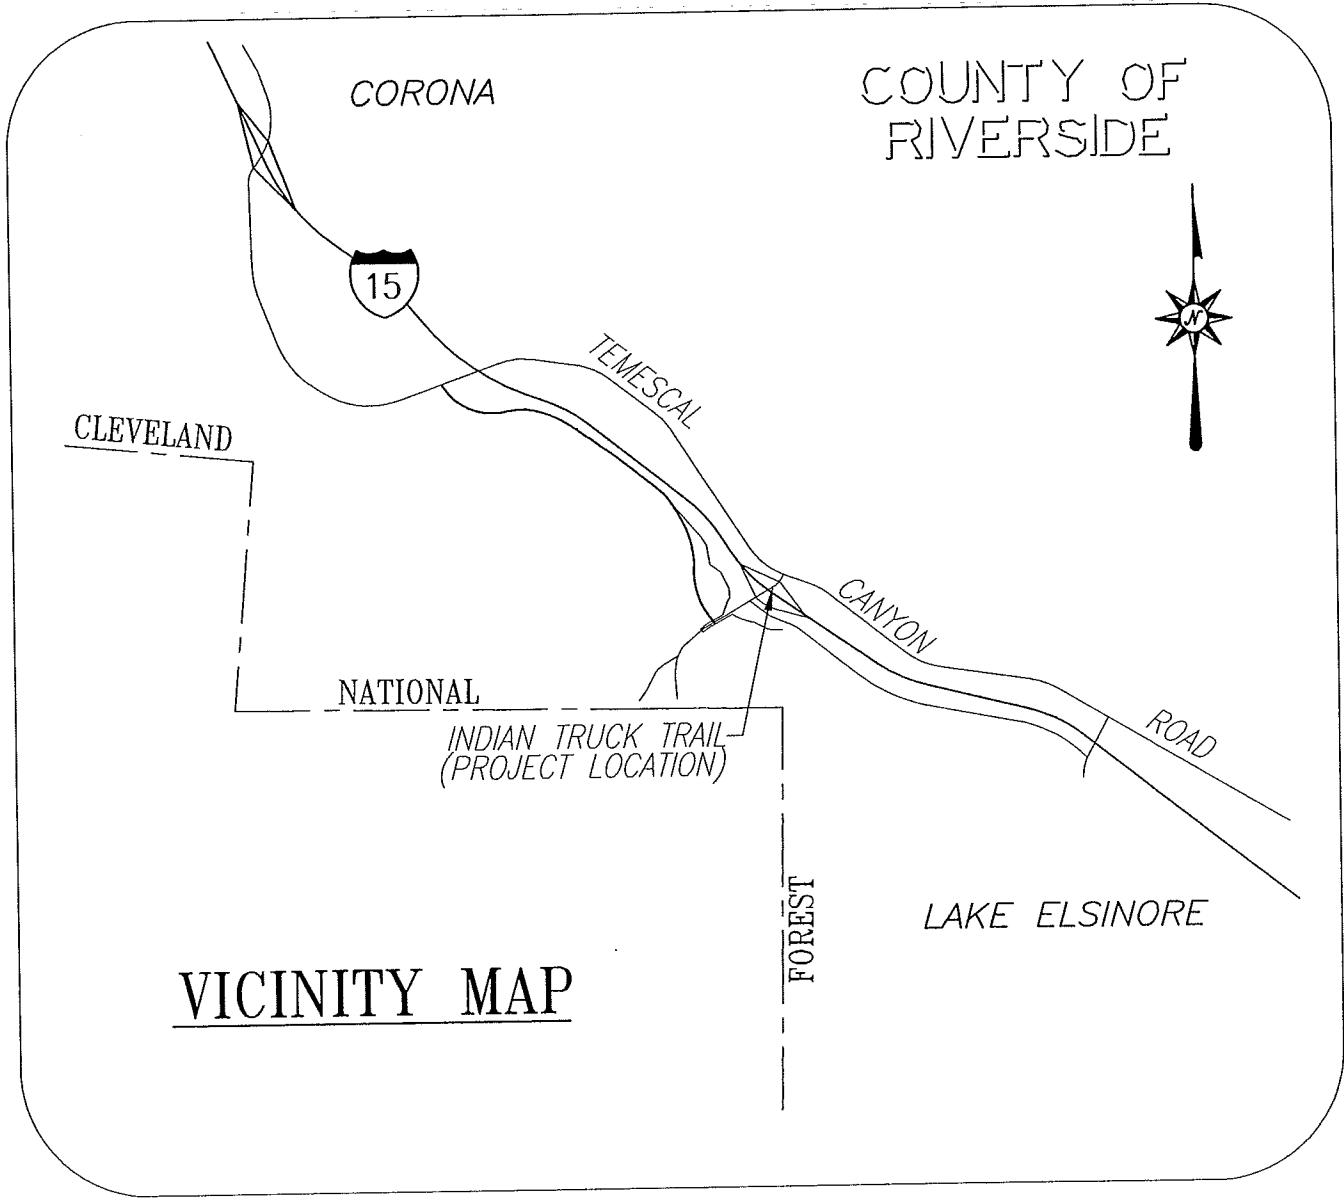 CORONA
COUNTY OF
RIVERSIDE
15
N
TEMESCAL
CLEVELAND
CANYON
NATIONAL
INDIAN TRUCK TRAIL
(PROJECT LOCATION)
ROAD
FOREST
LAKE ELSINORE
VICINITY MAP